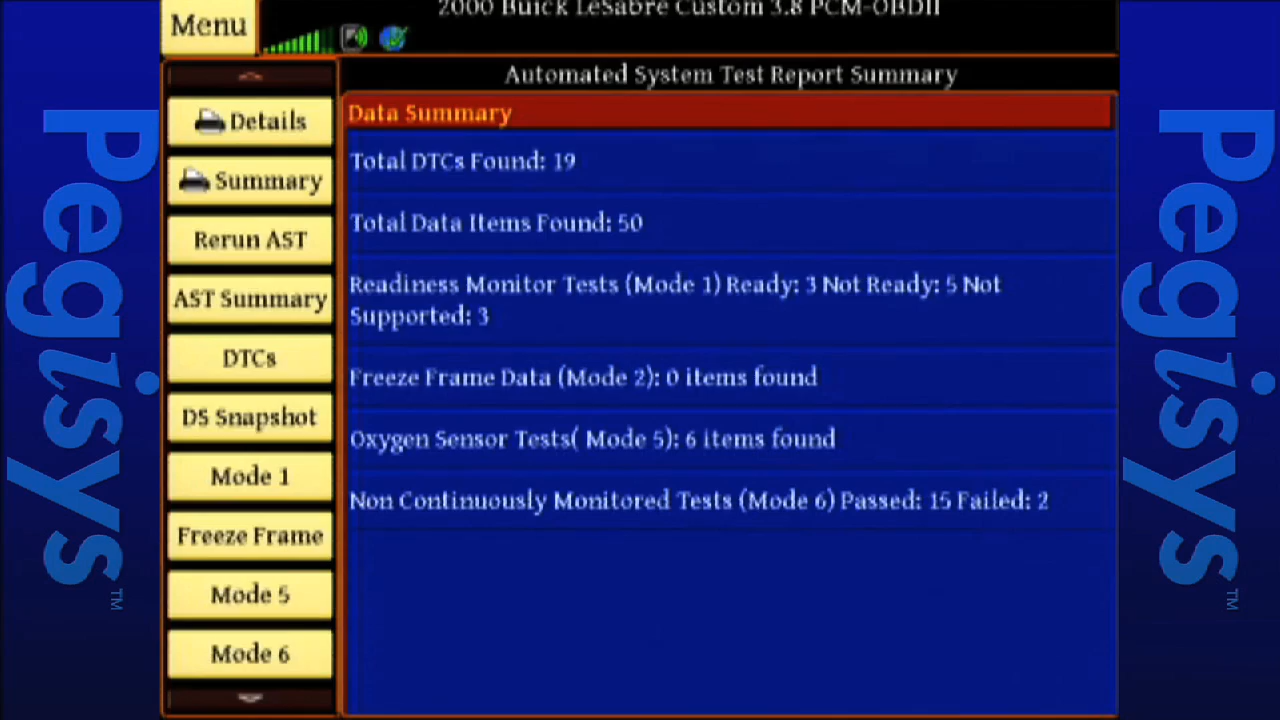 2000 Buick LeSabre Custom 3.8 PCM-OBDII
Menu
Automated System Test Report Summary
Details
Summary
Rerun AST
AST Summary
DTCs
DS Snapshot
Mode 1
Freeze Frame
Mode 5
Mode 6
Data Summary
Total DTCs Found: 19
Total Data Items Found: 50
Readiness Monitor Tests (Mode 1) Ready: 3 Not Ready: 5 Not
Supported: 3
Freeze Frame Data (Mode 2): 0 items found
Oxygen Sensor Tests( Mode 5): 6 items found
Non Continuously Monitored Tests (Mode 6) Passed: 15 Failed: 2
Pegisys™
Pegisys™